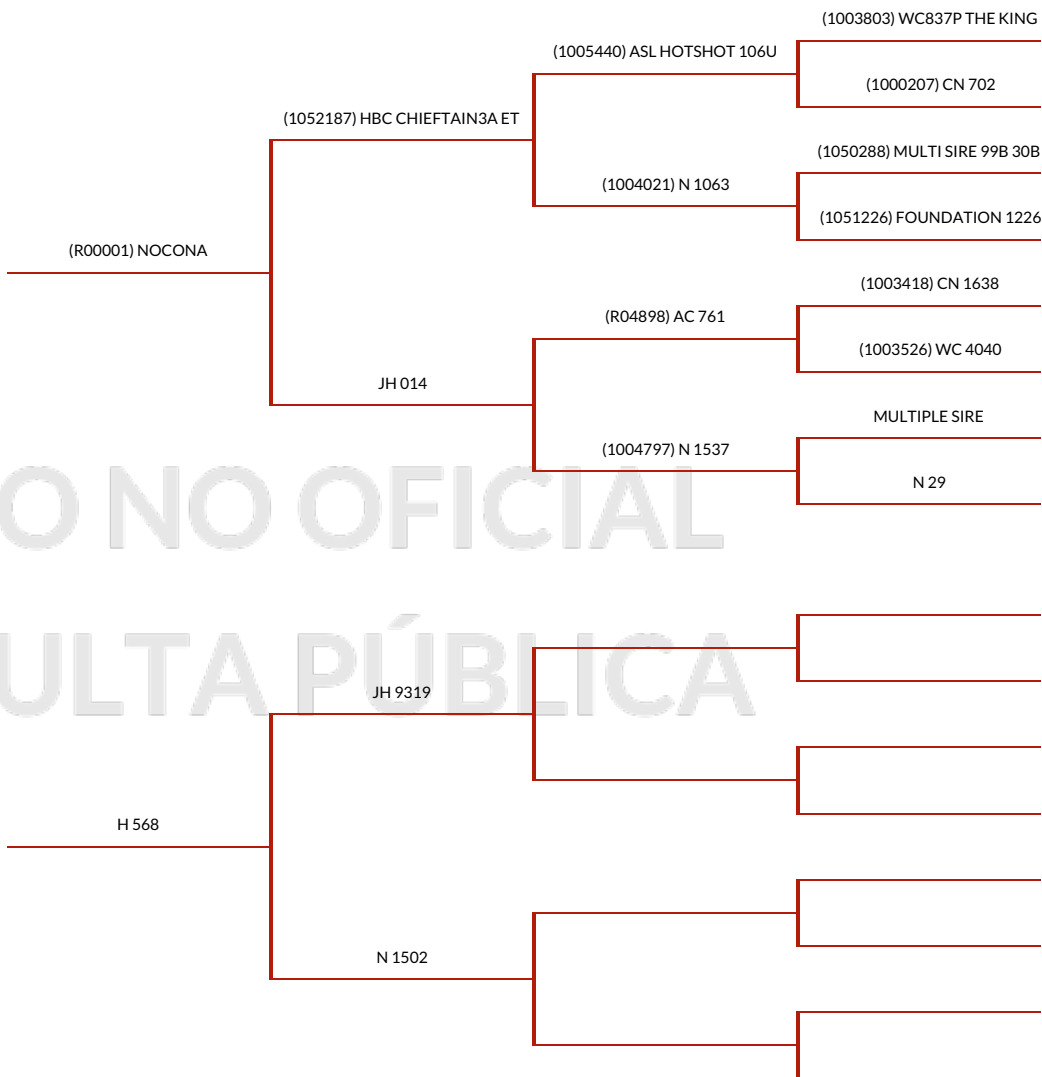 (1003803) WC837P THE KING
(1005440) ASL HOTSHOT 106U
(1000207) CN 702
(1052187) HBC CHIEFTAIN3A ET
(1050288) MULTI SIRE 99B 30B
(1004021) N 1063
(1051226) FOUNDATION 1226
(R00001) NOCONA
(1003418) CN 1638
(R04898) AC 761
(1003526) WC 4040
JH 014
MULTIPLE SIRE
(1004797) N 1537
N 29
O NO OFICIAL
ULTA PÚBLICA
JH 9319
H 568
N 1502